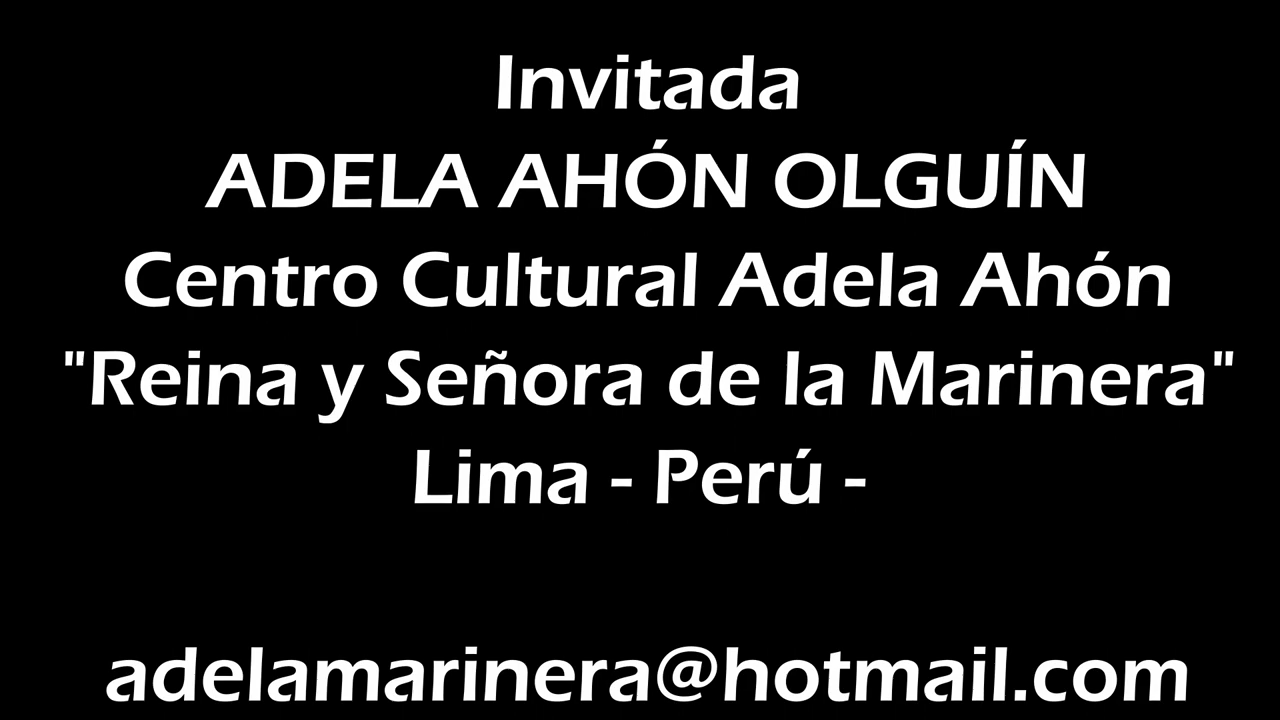 Invitada
ADELA AHÓN OLGUÍN
Centro Cultural Adela Ahón
"Reina y Señora de la Marinera"
Lima - Perú -
adelamarinera@hotmail.com